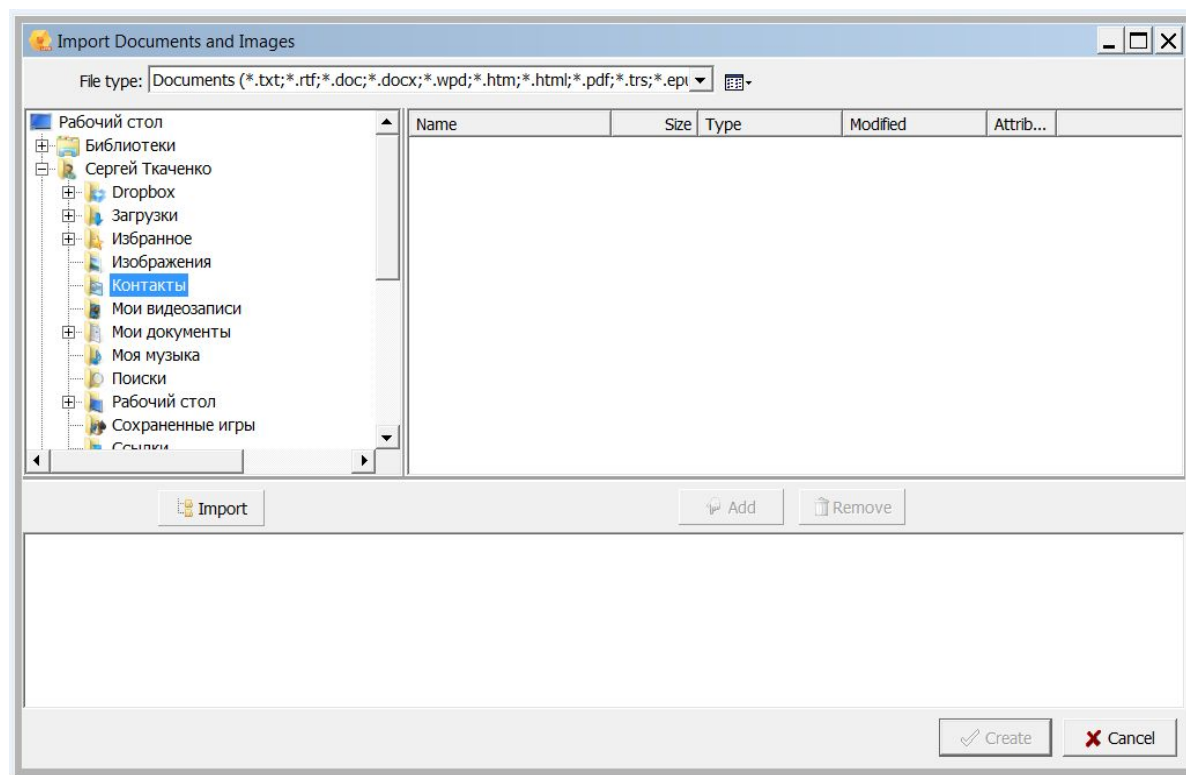 Import Documents and Images
File type: Documents (*.txt;*.rtf;*.doc;*.docx;*.wpd;*.htm;*.html;*.pdf;*.trs;*.epu
Рабочий стол
Библиотеки
Сергей Ткаченко
Dropbox
Загрузки
Избранное
Изображения
Контакты
Мои видеозаписи
Мои документы
Моя музыка
Поиски
Рабочий стол
Сохраненные игры
Ссылки
Name Size Type Modified Attrib...
Import Add Remove
Create Cancel